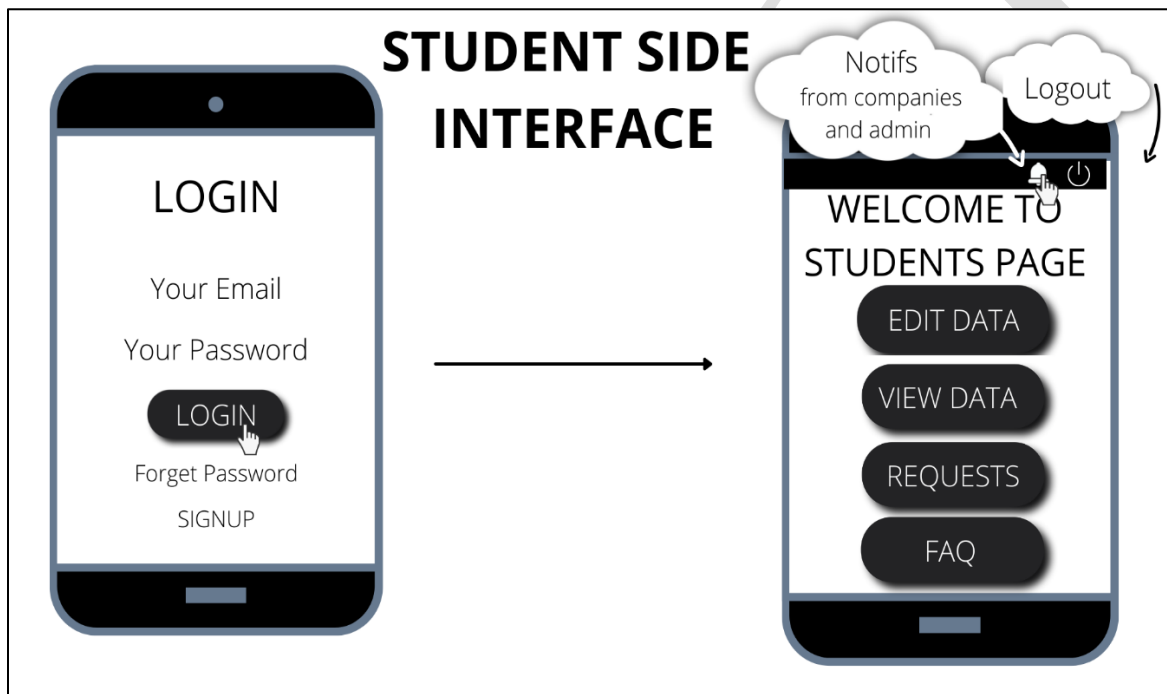 STUDENT SIDE
INTERFACE
LOGIN
Your Email
Your Password
LOGIN
Forget Password
SIGNUP
Notifs
from companies
and admin
Logout
WELCOME TO
STUDENTS PAGE
EDIT DATA
VIEW DATA
REQUESTS
FAQ